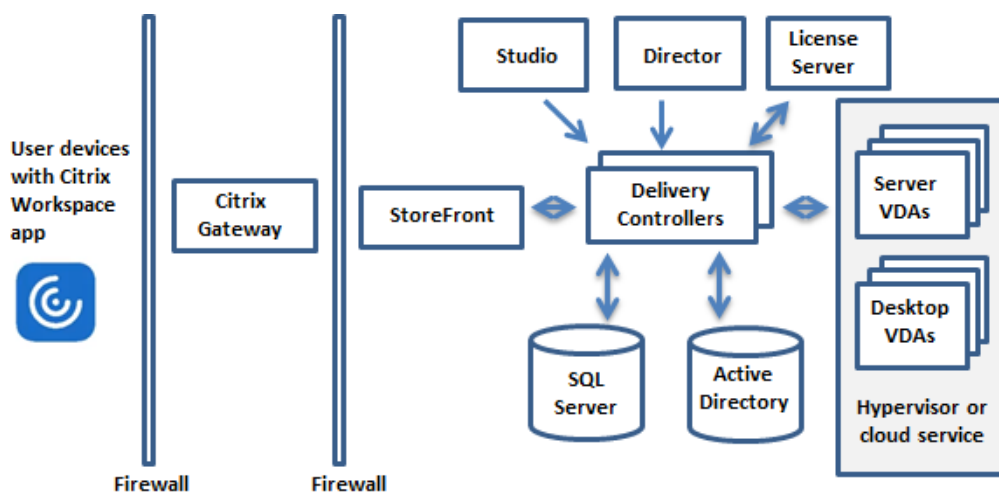 User devices
with Citrix
Workspace
app
Citrix
Gateway
StoreFront
Studio
Director
License
Server
Delivery
Controllers
Server
VDAs
Desktop
VDAs
Hypervisor or
cloud service
SQL
Server
Active
Directory
Firewall
Firewall